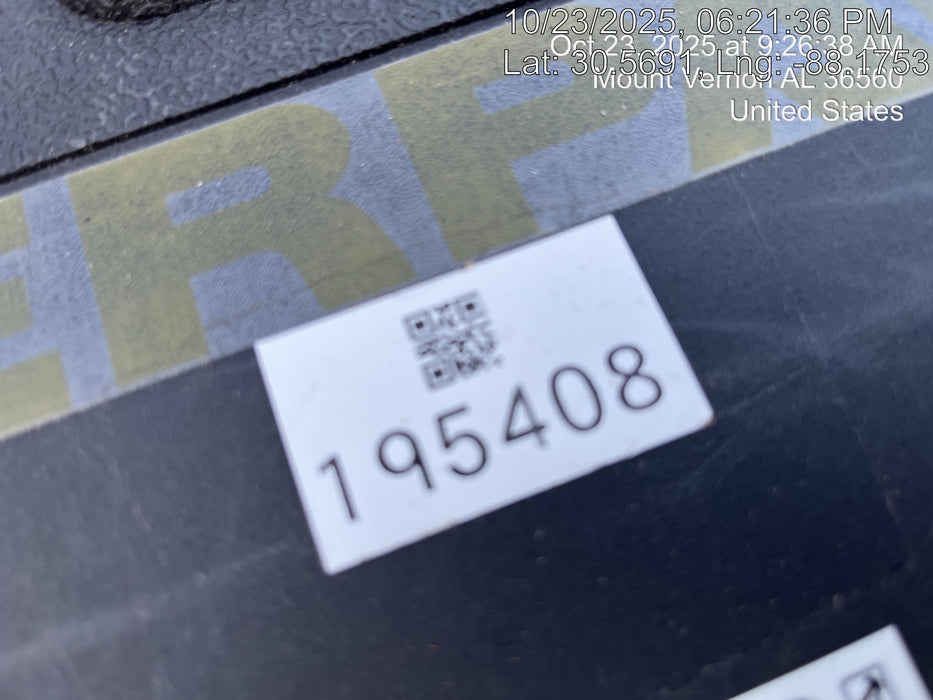 10/23/2025, 06:21:36 PM
Oct 23, 2025 at 9:26:38 AM
Lat: 30.5691, Lng: -88.1753
Mount Vernon AL 36560
United States
195408